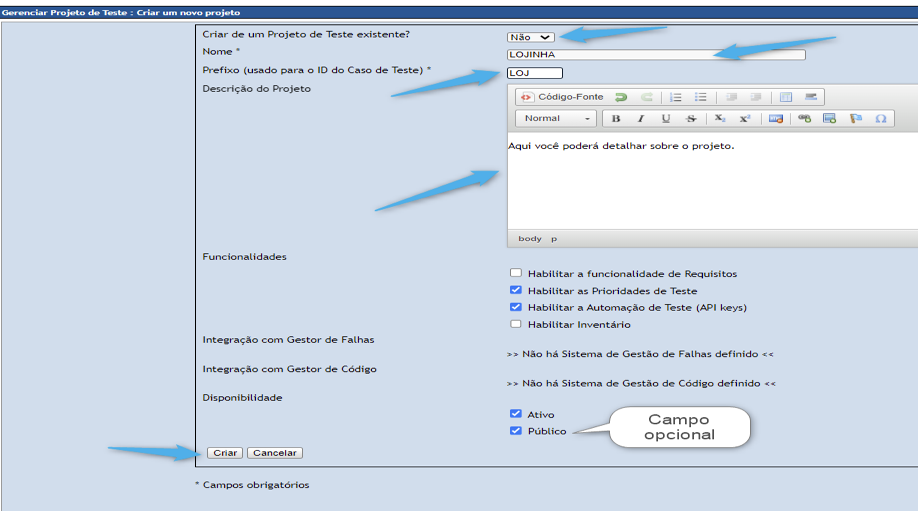 Gerenciar Projeto de Teste : Criar um novo projeto
Criar de um Projeto de Teste existente? Não
Nome * LOJINHA
Prefixo (usado para o ID do Caso de Teste) * LOJ
Descrição do Projeto
Código-Fonte
Normal B I U S X₂ X² Ω
Aqui você poderá detalhar sobre o projeto.
body p
Funcionalidades
Habilitar a funcionalidade de Requisitos
Habilitar as Prioridades de Teste
Habilitar a Automação de Teste (API keys)
Habilitar Inventário
Integração com Gestor de Falhas
>> Não há Sistema de Gestão de Falhas definido <<
Integração com Gestor de Código
>> Não há Sistema de Gestão de Código definido <<
Disponibilidade
Ativo
Público
Campo
opcional
Criar Cancelar
* Campos obrigatórios